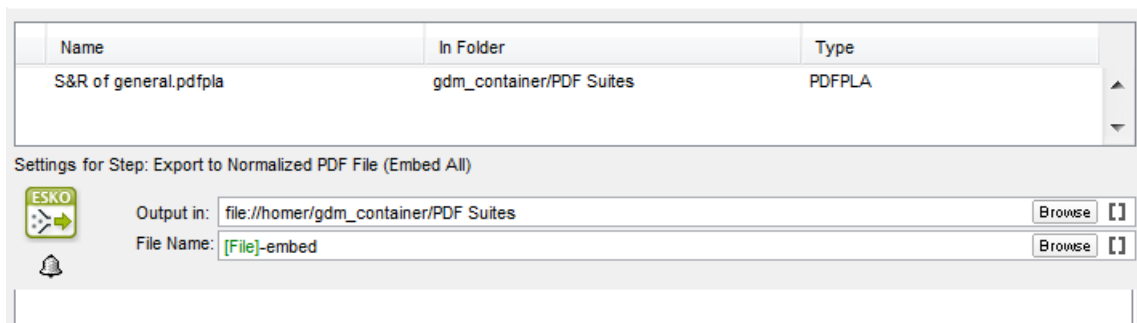 Name In Folder Type
S&R of general.pdfpla gdm_container/PDF Suites PDFPLA
Settings for Step: Export to Normalized PDF File (Embed All)
ESKO
Output in: file://homer/gdm_container/PDF Suites Browse []
File Name: [File]-embed Browse []